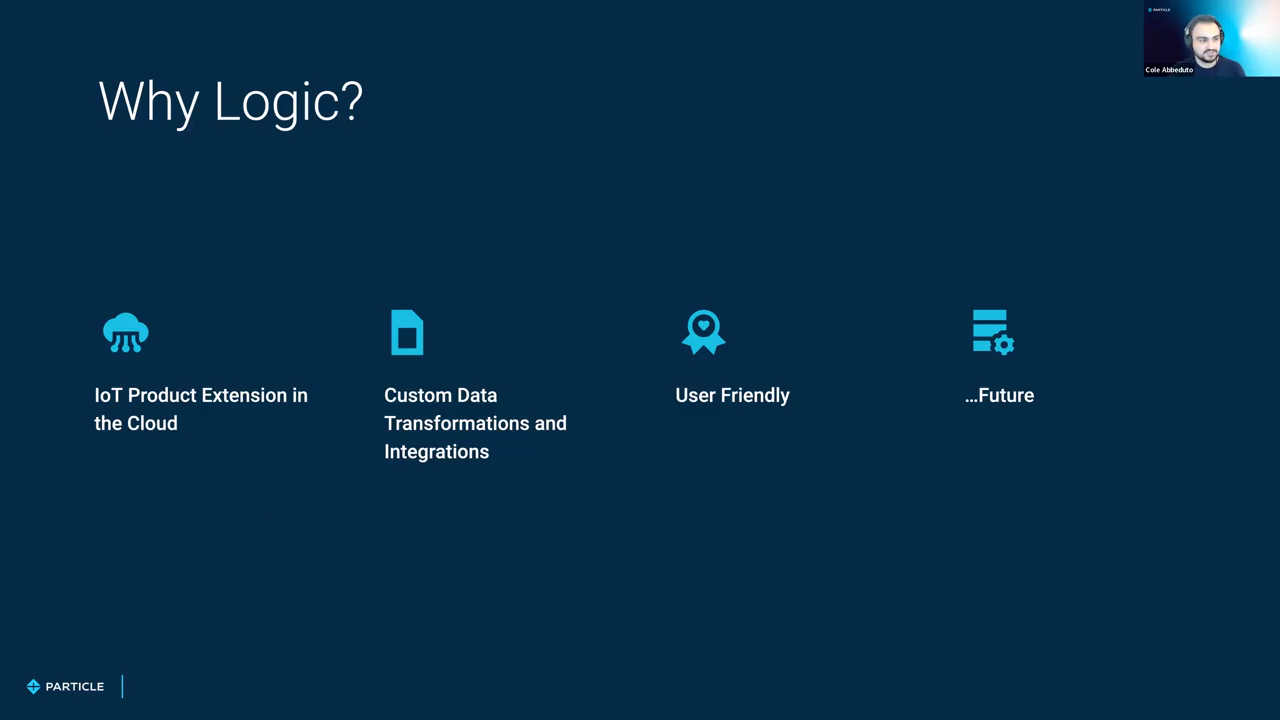 PARTICLE
Cole Abbeduto
Why Logic?
IoT Product Extension in
the Cloud
Custom Data
Transformations and
Integrations
User Friendly
...Future
PARTICLE